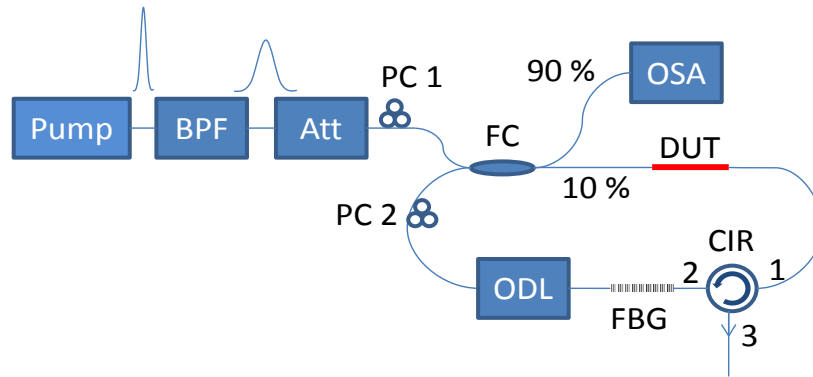 90 %
OSA
PC 1
Pump
BPF
Att
FC
DUT
10 %
PC 2
CIR
ODL
2
1
FBG
3